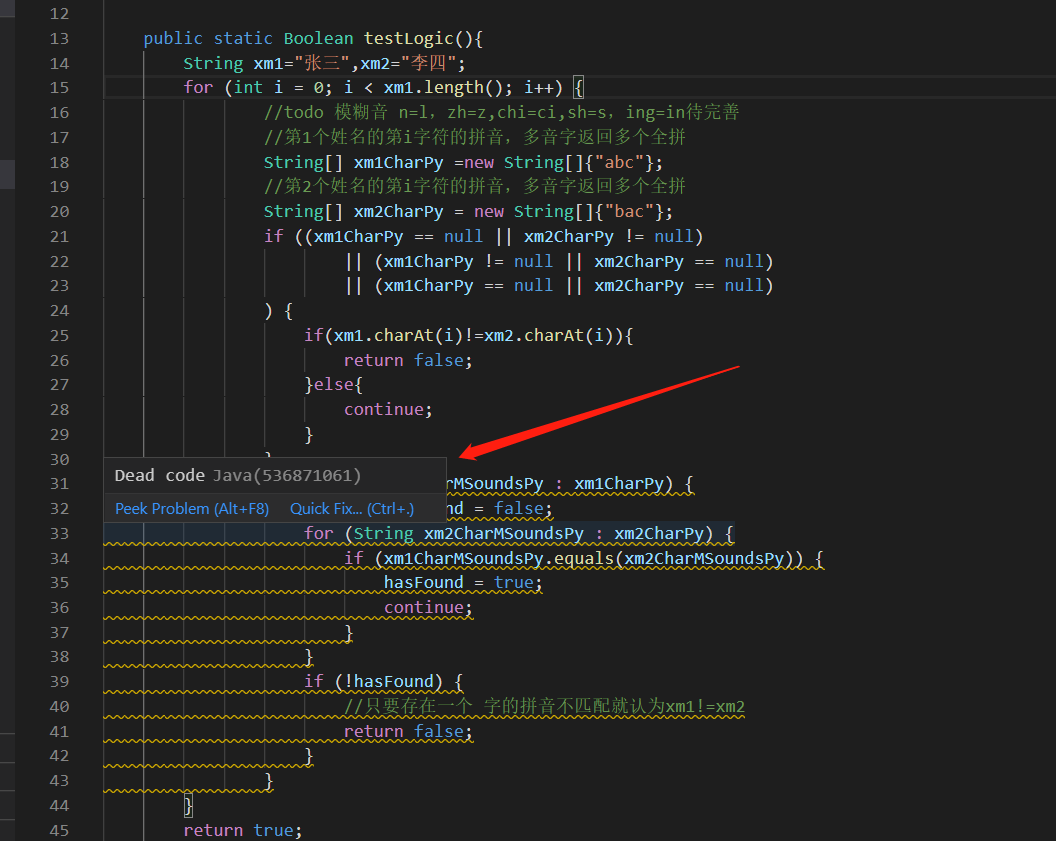 12
13 public static Boolean testLogic(){
14 String xm1="张三",xm2="李四";
15 for (int i = 0; i < xm1.length(); i++) {
16 //todo 模糊音 n=l，zh=z,chi=ci,sh=s，ing=in待完善
17 //第1个姓名的第i字符的拼音，多音字返回多个全拼
18 String[] xm1CharPy =new String[]{"abc"};
19 //第2个姓名的第i字符的拼音，多音字返回多个全拼
20 String[] xm2CharPy = new String[]{"bac"};
21 if ((xm1CharPy == null || xm2CharPy != null)
22 || (xm1CharPy != null || xm2CharPy == null)
23 || (xm1CharPy == null || xm2CharPy == null)
24 ) {
25 if(xm1.charAt(i)!=xm2.charAt(i)){
26 return false;
27 }else{
28 continue;
29 }
30
Dead code Java(536871061)
31 rMSoundsPy : xm1CharPy) {
Peek Problem (Alt+F8) Quick Fix... (Ctrl+.)
32 nd = false;
33 for (String xm2CharMSoundsPy : xm2CharPy) {
34 if (xm1CharMSoundsPy.equals(xm2CharMSoundsPy)) {
35 hasFound = true;
36 continue;
37 }
38 }
39 if (!hasFound) {
40 //只要存在一个 字的拼音不匹配就认为xm1!=xm2
41 return false;
42 }
43 }
44 }
45 return true;